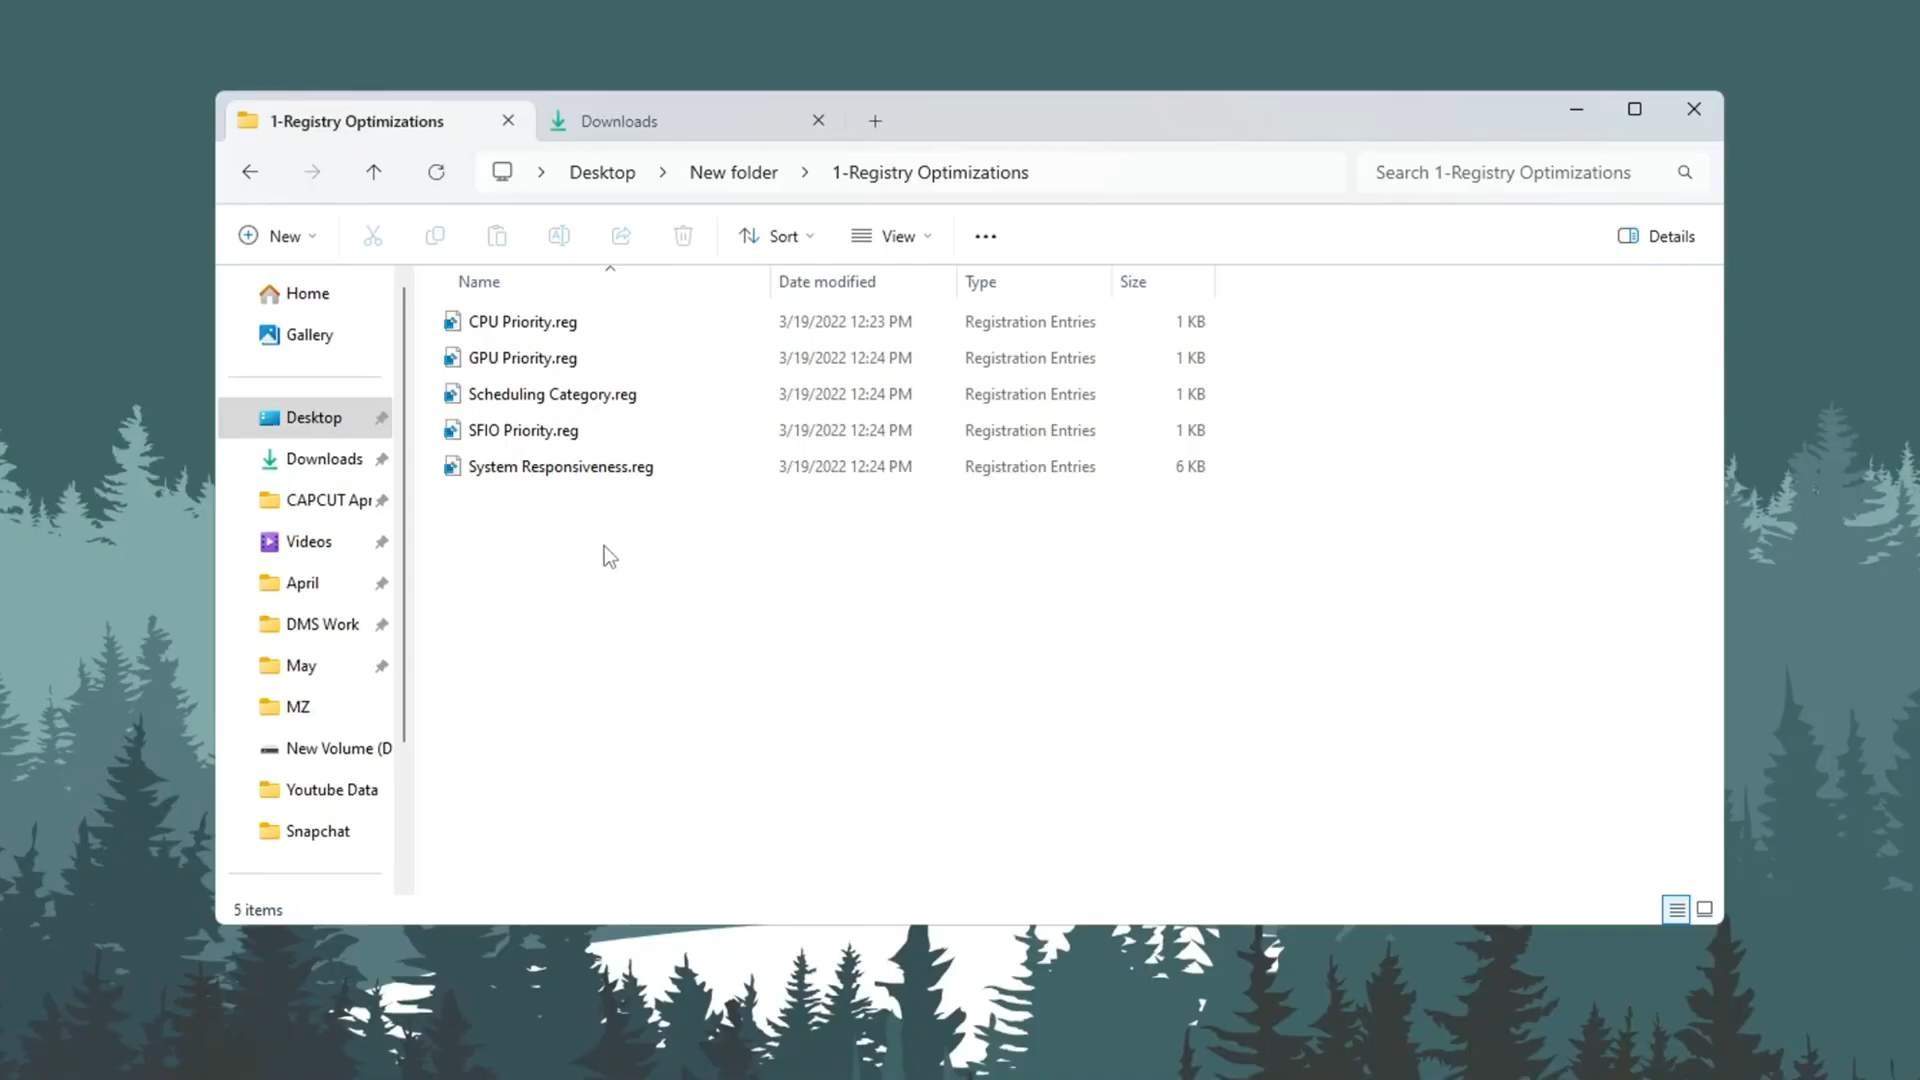 1-Registry Optimizations
Downloads
Desktop
New folder
1-Registry Optimizations
Search 1-Registry Optimizations
New
Sort
View
Details
Name
Date modified
Type
Size
Home
Gallery
Desktop
Downloads
CAPCUT Apr
Videos
April
DMS Work
May
MZ
New Volume (D
Youtube Data
Snapchat
CPU Priority.reg 3/19/2022 12:23 PM Registration Entries 1 KB
GPU Priority.reg 3/19/2022 12:24 PM Registration Entries 1 KB
Scheduling Category.reg 3/19/2022 12:24 PM Registration Entries 1 KB
SFIO Priority.reg 3/19/2022 12:24 PM Registration Entries 1 KB
System Responsiveness.reg 3/19/2022 12:24 PM Registration Entries 6 KB
5 items